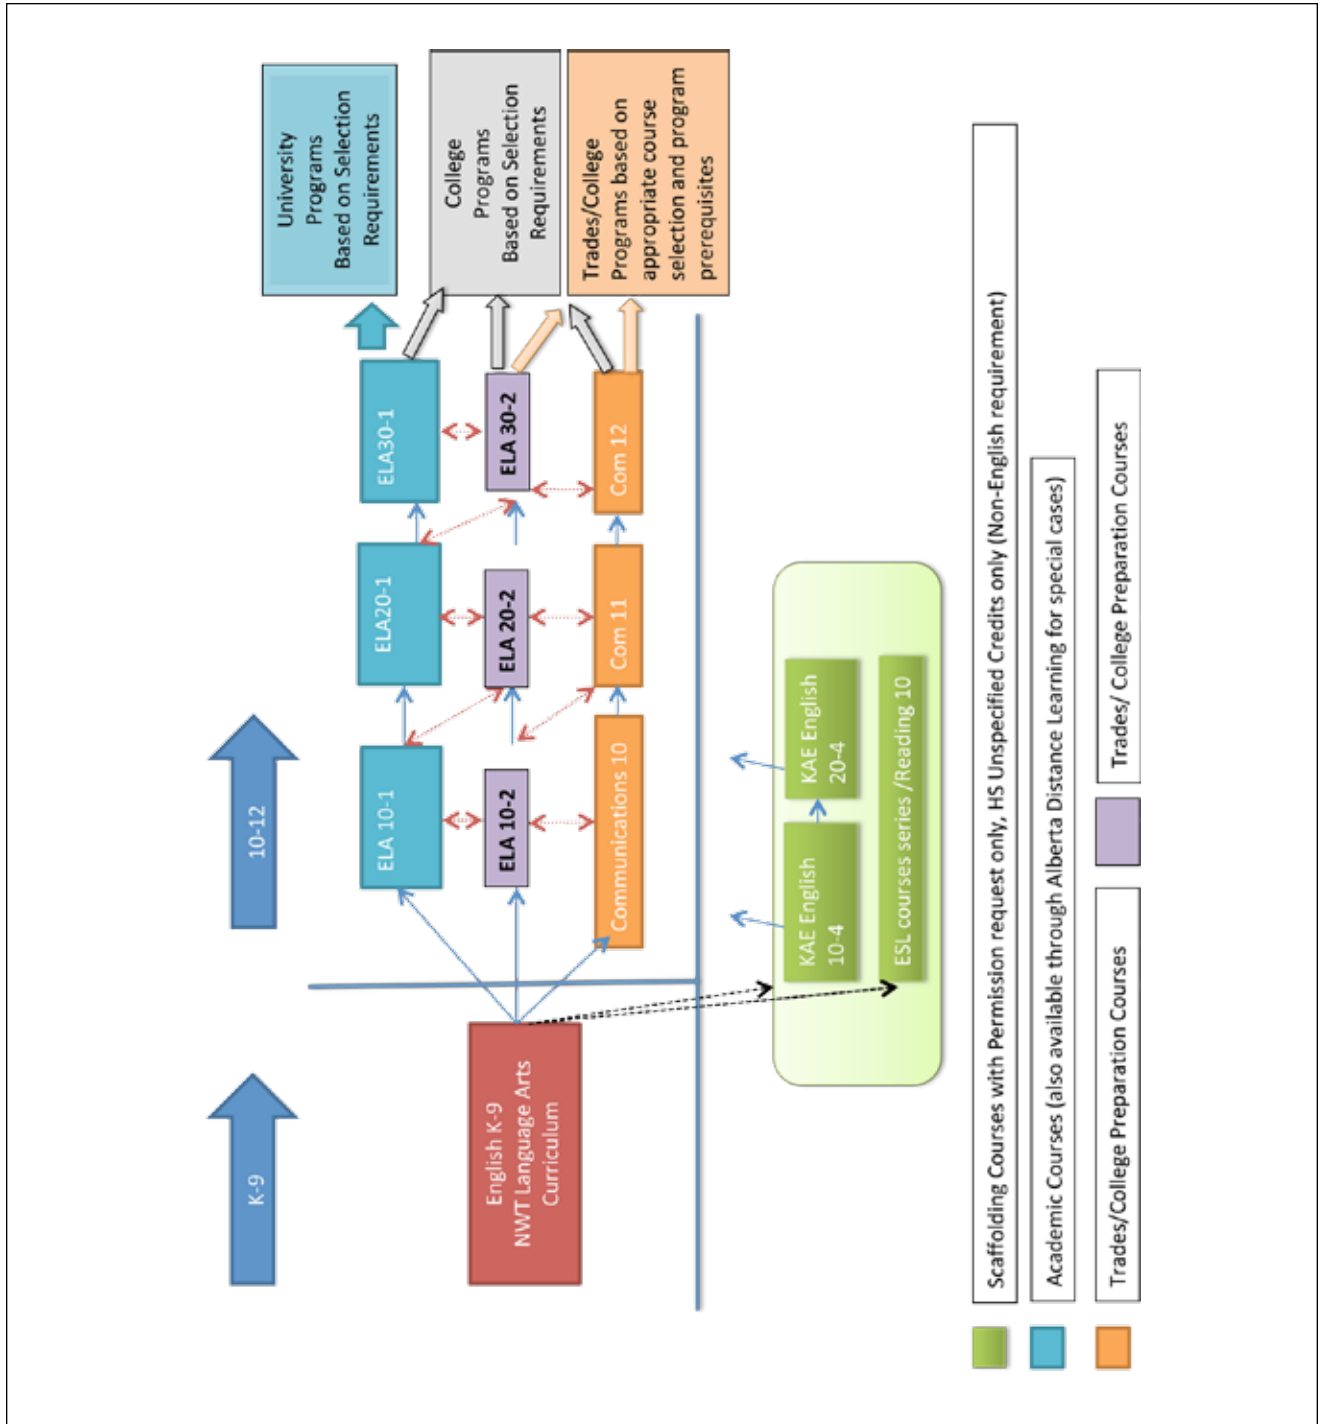 K-9
10-12
English K-9
NWT Language Arts
Curriculum
ELA 10-1
ELA20-1
ELA30-1
University
Programs
Based on Selection
Requirements
ELA 10-2
ELA 20-2
ELA 30-2
College
Programs
Based on Selection
Requirements
Communications 10
Com 11
Com 12
Trades/College
Programs based on
appropriate course
selection and program
prerequisites
KAE English
10-4
KAE English
20-4
ESL courses series /Reading 10
Scaffolding Courses with Permission request only, HS Unspecified Credits only (Non-English requirement)
Academic Courses (also available through Alberta Distance Learning for special cases)
Trades/College Preparation Courses
Trades/ College Preparation Courses